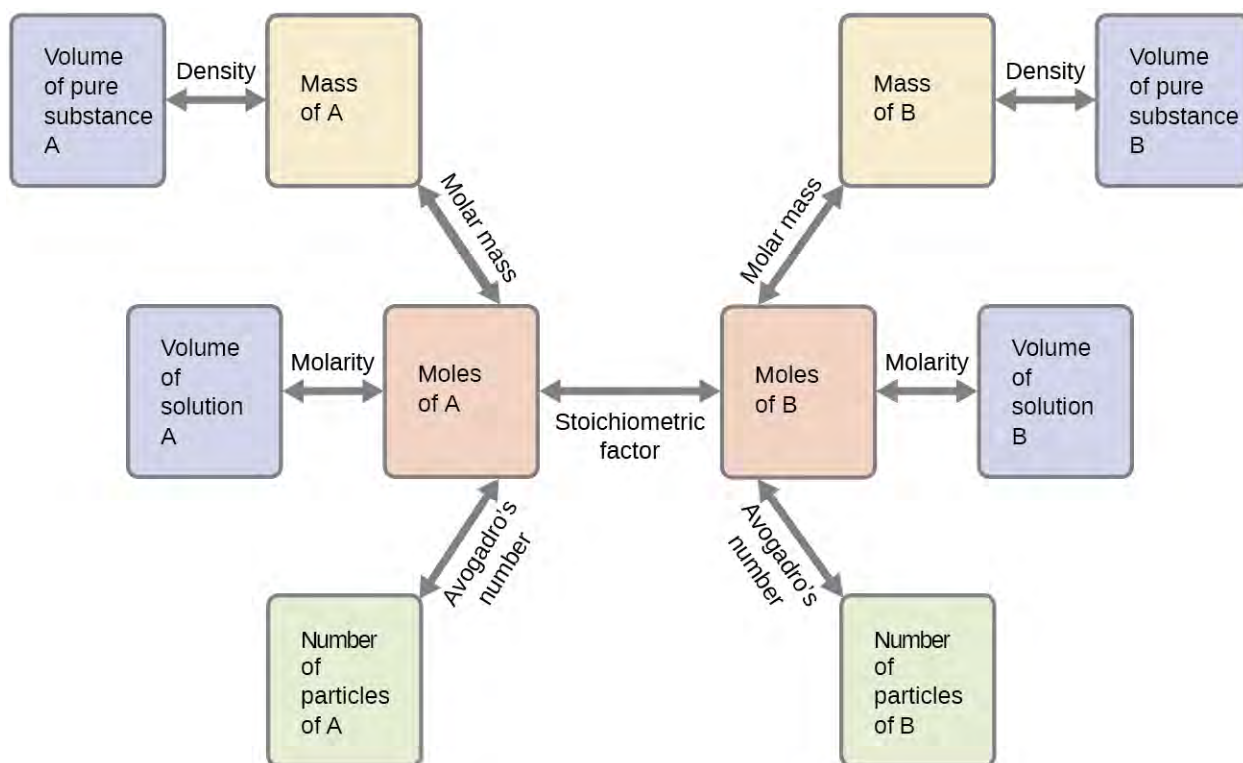 Volume
of pure
substance
A
Density
Mass
of A
Mass
of B
Density
Volume
of pure
substance
B
Molar mass
Molar mass
Volume
of
solution
A
Molarity
Moles
of A
Stoichiometric
factor
Moles
of B
Molarity
Volume
of
solution
B
Avogadro's
number
Avogadro's
number
Number
of
particles
of A
Number
of
particles
of B